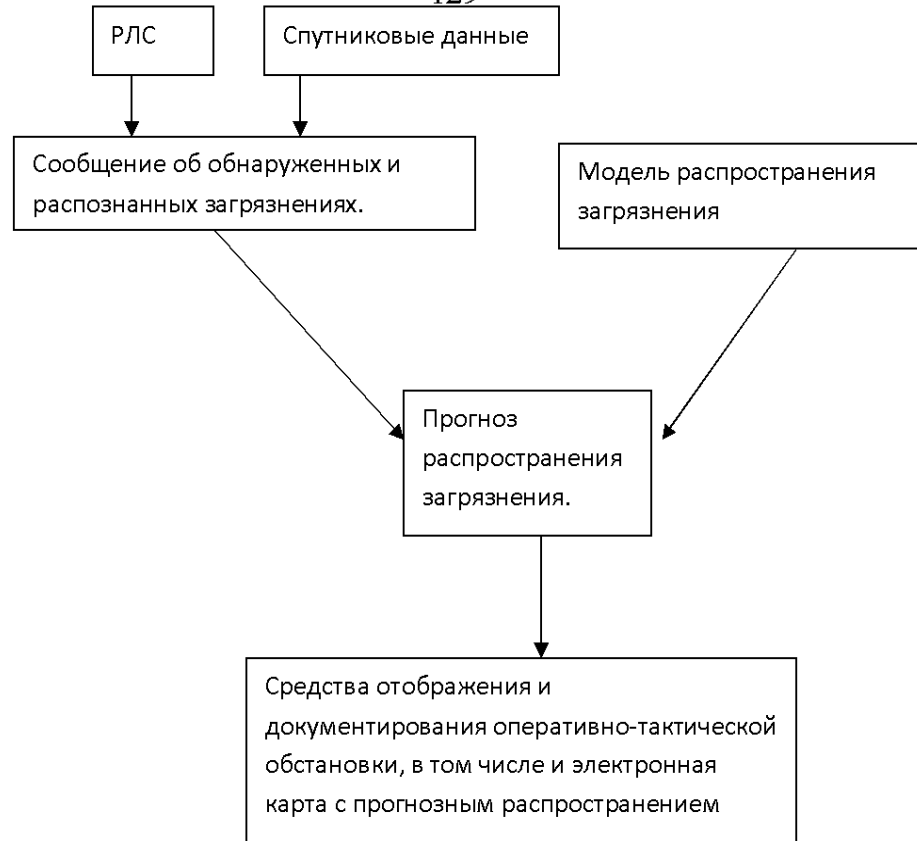 129
РЛС
Спутниковые данные
Сообщение об обнаруженных и
распознанных загрязнениях.
Модель распространения
загрязнения
Прогноз
распространения
загрязнения.
Средства отображения и
документирования оперативно-тактической
обстановки, в том числе и электронная
карта с прогнозным распространением